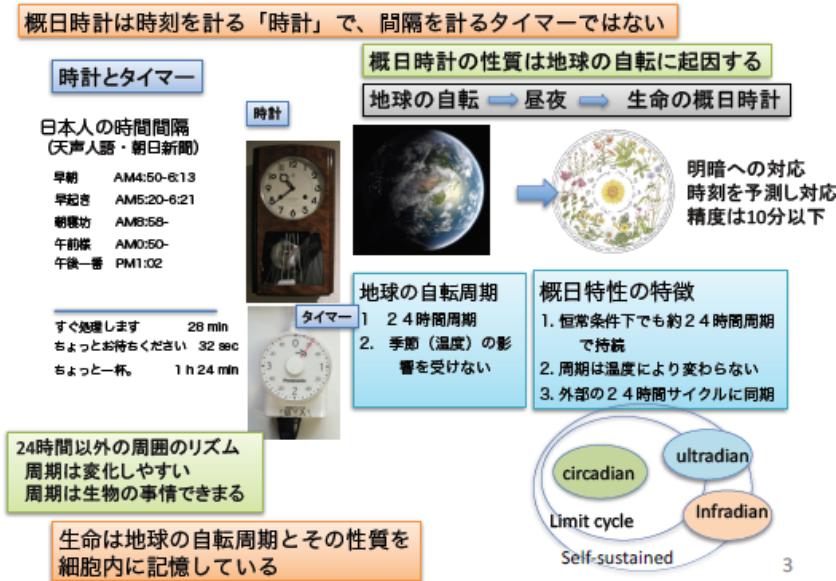 概日時計は時刻を計る「時計」で、間隔を計るタイマーではない
時計とタイマー
概日時計の性質は地球の自転に起因する
地球の自転 昼夜 生命の概日時計
時計
日本人の時間間隔
(天声人語・朝日新聞)
早朝 AM4:50-6:13
早起き AM5:20-6:21
朝寝坊 AM8:58-
午前様 AM0:50-
午後一番 PM1:02
明暗への対応
時刻を予測し対応
精度は10分以下
すぐ処理します 28 min
ちょっとお待ちください 32 sec
ちょっと一杯。 1 h 24 min
タイマー
地球の自転周期
1 24時間周期
2. 季節(温度)の影
響を受けない
概日特性の特徴
1. 恒常条件下でも約24時間周期
で持続
2. 周期は温度により変わらない
3. 外部の24時間サイクルに同期
24時間以外の周囲のリズム
周期は変化しやすい
周期は生物の事情できまる
circadian
ultradian
Infradian
Limit cycle
Self-sustained
生命は地球の自転周期とその性質を
細胞内に記憶している
3